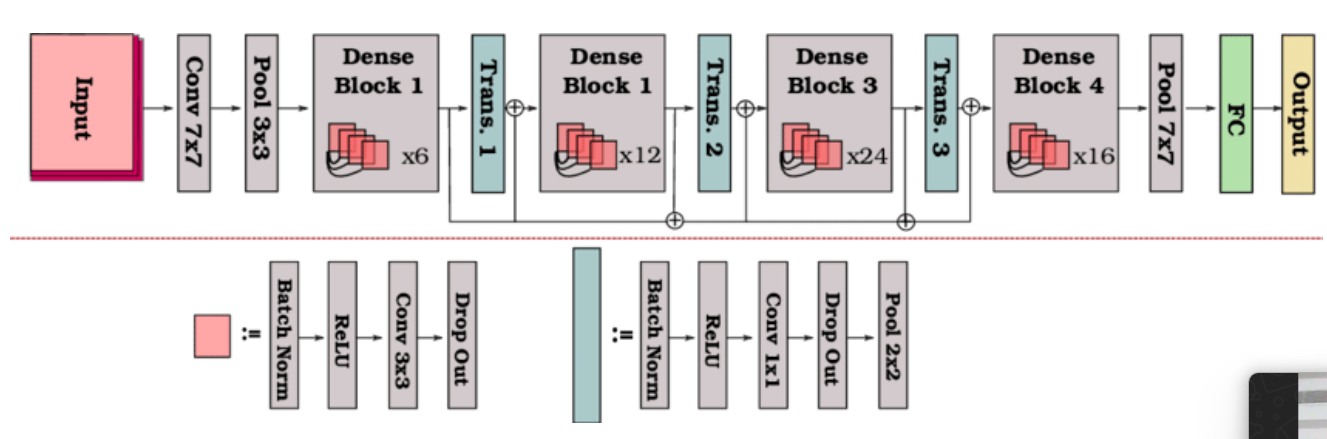 Input
Conv 7x7
Pool 3x3
Dense
Block 1
x6
Trans. 1
Dense
Block 1
x12
Trans. 2
Dense
Block 3
x24
Trans. 3
Dense
Block 4
x16
Pool 7x7
FC
Output
:=
Batch Norm
ReLU
Conv 3x3
Drop Out
:=
Batch Norm
ReLU
Conv 1x1
Drop Out
Pool 2x2